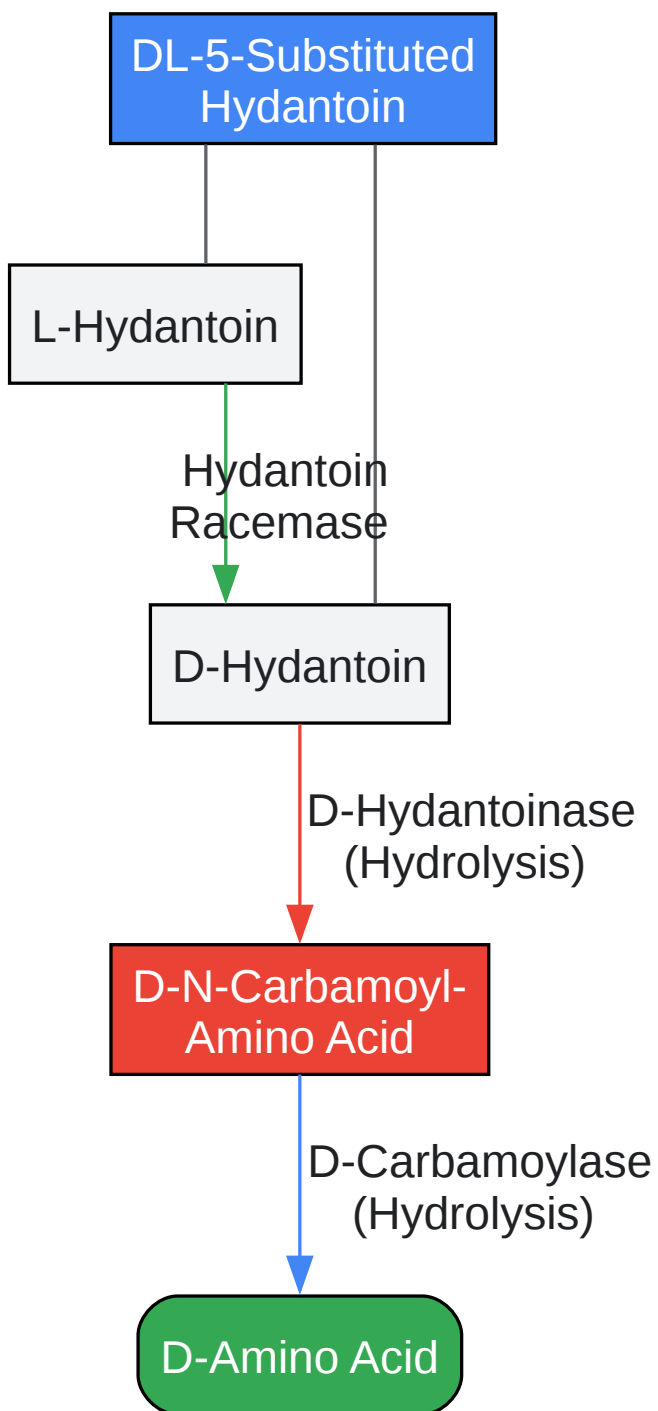 DL-5-Substituted
Hydantoin
L-Hydantoin
Hydantoin
Racemase
D-Hydantoin
D-Hydantoinase
(Hydrolysis)
D-N-Carbamoyl-
Amino Acid
D-Carbamoylase
(Hydrolysis)
D-Amino Acid